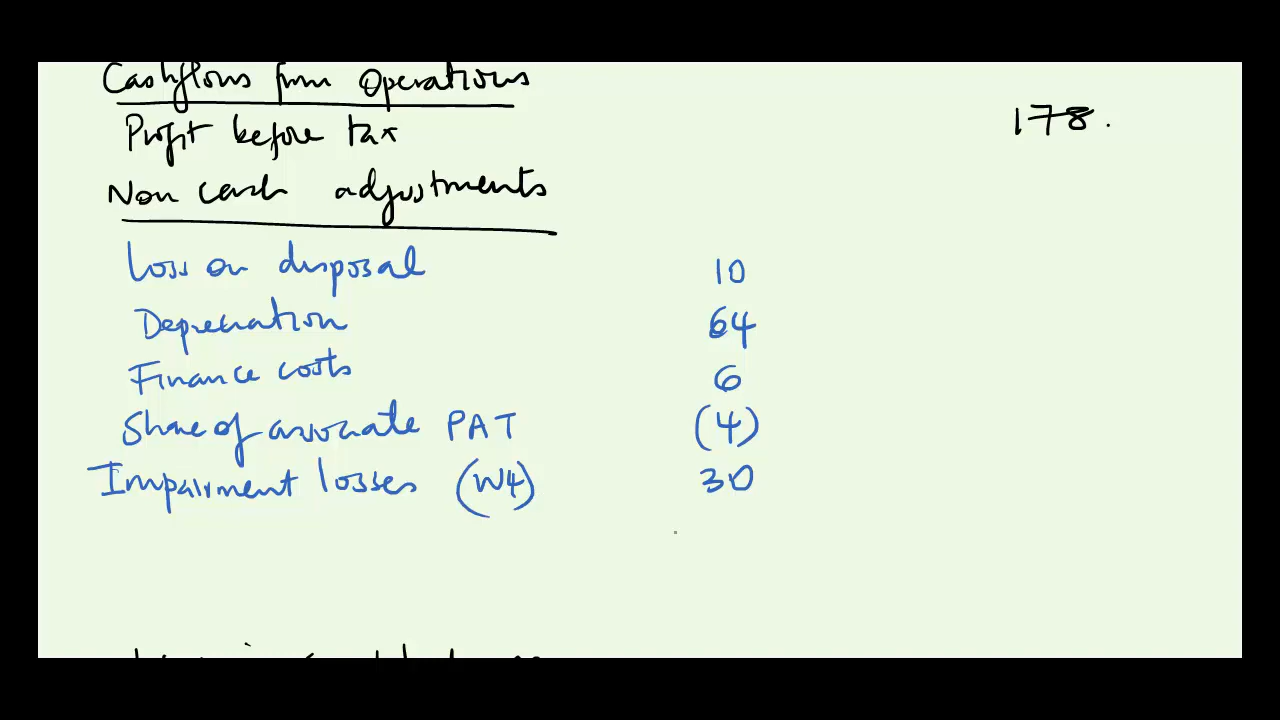 Cashflows from Operations
Profit before tax 178.
Non cash adjustments
Loss on disposal 10
Depreciation 64
Finance costs 6
Share of associate PAT (4)
Impairment losses (W4) 30